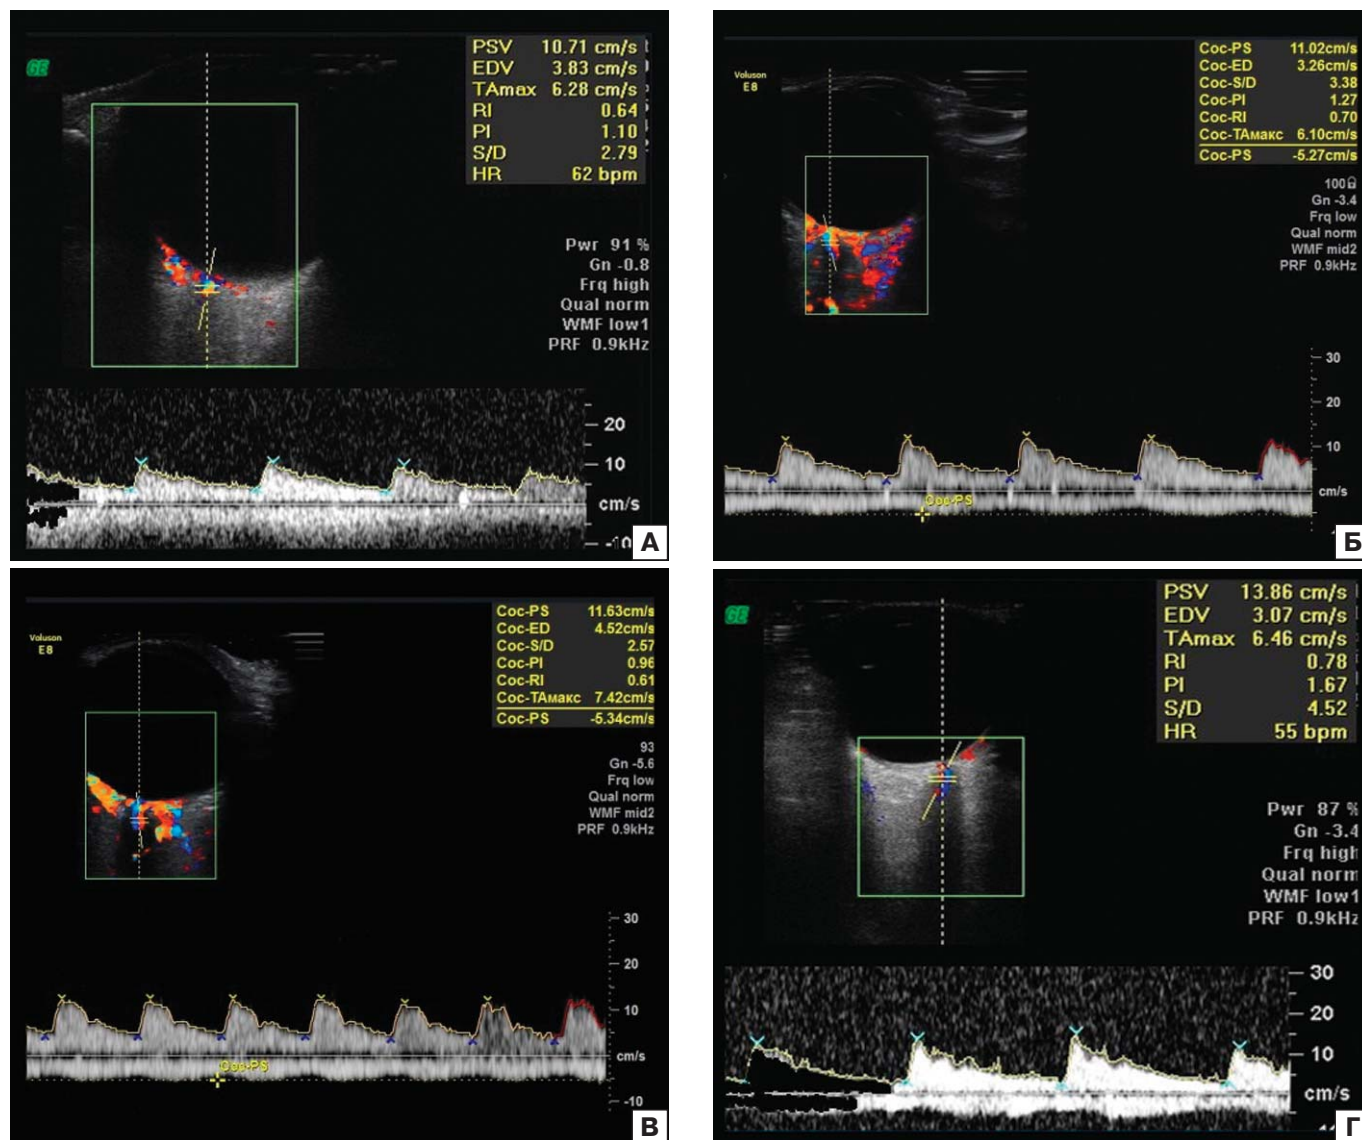 GE
PSV 10.71 cm/s
EDV 3.83 cm/s
TAmax 6.28 cm/s
RI 0.64
PI 1.10
S/D 2.79
HR 62 bpm
Pwr 91 %
Gn -0.8
Frq high
Qual norm
WMF low1
PRF 0.9kHz
20
10
cm/s
-10
А
Voluson
E8
Coc-PS 11.02cm/s
Coc-ED 3.26cm/s
Coc-S/D 3.38
Coc-PI 1.27
Coc-RI 0.70
Coc-TAмакс 6.10cm/s
Coc-PS -5.27cm/s
100
Gn -3.4
Frq low
Qual norm
WMF mid2
PRF 0.9kHz
30
20
10
cm/s
Coc-PS
Б
Voluson
E8
Coc-PS 11.63cm/s
Coc-ED 4.52cm/s
Coc-S/D 2.57
Coc-PI 0.96
Coc-RI 0.61
Coc-TAмакс 7.42cm/s
Coc-PS -5.34cm/s
93
Gn -5.6
Frq low
Qual norm
WMF mid2
PRF 0.9kHz
30
20
10
cm/s
Coc-PS
-10
В
GE
PSV 13.86 cm/s
EDV 3.07 cm/s
TAmax 6.46 cm/s
RI 0.78
PI 1.67
S/D 4.52
HR 55 bpm
Pwr 87 %
Gn -3.4
Frq high
Qual norm
WMF low1
PRF 0.9kHz
30
20
10
cm/s
Г